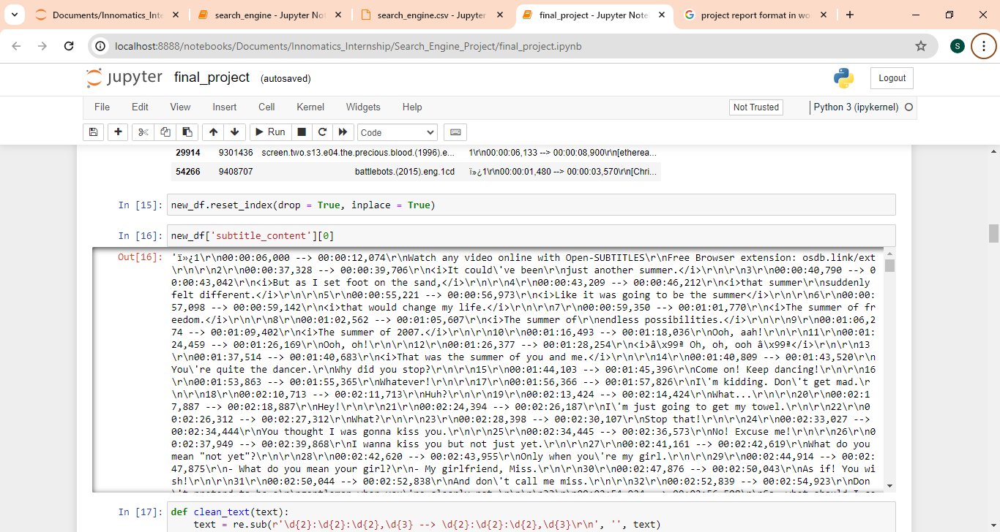 Documents/Innomatics_Inte
search_engine - Jupyter Not
search_engine.csv - Jupyter
final_project - Jupyter Note
project report format in wo
localhost:8888/notebooks/Documents/Innomatics_Internship/Search_Engine_Project/final_project.ipynb
S
jupyter final_project (autosaved)
Logout
File Edit View Insert Cell Kernel Widgets Help
Not Trusted
Python 3 (ipykernel)
Run
Code
29914 9301436 screen.two.s13.e04.the.precious.blood.(1996).e... 1\r\n00:00:06,133 --> 00:00:08,900\r\n[etherea...
54266 9408707 battlebots.(2015).eng.1cd ï»¿1\r\n00:00:01,480 --> 00:00:03,570\r\n[Chri...
In [15]: new_df.reset_index(drop = True, inplace = True)
In [16]: new_df['subtitle_content'][0]
Out[16]: 'ï»¿1\r\n00:00:06,000 --> 00:00:12,074\r\nWatch any video online with Open-SUBTITLES\r\nFree Browser extension: osdb.link/ext
\r\n\r\n2\r\n00:00:37,328 --> 00:00:39,706\r\n<i>It could\'ve been\r\njust another summer.</i>\r\n\r\n3\r\n00:00:40,790 --> 0
0:00:43,042\r\n<i>But as I set foot on the sand,</i>\r\n\r\n4\r\n00:00:43,209 --> 00:00:46,212\r\n<i>that summer\r\nsuddenly
felt different.</i>\r\n\r\n5\r\n00:00:55,221 --> 00:00:56,973\r\n<i>Like it was going to be the summer</i>\r\n\r\n6\r\n00:00:
57,098 --> 00:00:59,142\r\n<i>that would change my life.</i>\r\n\r\n7\r\n00:00:59,350 --> 00:01:01,770\r\n<i>The summer of fr
eedom.</i>\r\n\r\n8\r\n00:01:02,562 --> 00:01:05,607\r\n<i>The summer of\r\nendless possibilities.</i>\r\n\r\n9\r\n00:01:06,2
74 --> 00:01:09,402\r\n<i>The summer of 2007.</i>\r\n\r\n10\r\n00:01:16,493 --> 00:01:18,036\r\nOoh, aah!\r\n\r\n11\r\n00:01:
24,459 --> 00:01:26,169\r\nOoh, oh!\r\n\r\n12\r\n00:01:26,377 --> 00:01:28,254\r\n<i>â\x99ª Oh, oh, ooh â\x99ª</i>\r\n\r\n13
\r\n00:01:37,514 --> 00:01:40,683\r\n<i>That was the summer of you and me.</i>\r\n\r\n14\r\n00:01:40,809 --> 00:01:43,520\r\n
You\'re quite the dancer.\r\nWhy did you stop?\r\n\r\n15\r\n00:01:44,103 --> 00:01:45,396\r\nCome on! Keep dancing!\r\n\r\n16
\r\n00:01:53,863 --> 00:01:55,365\r\nWhatever!\r\n\r\n17\r\n00:01:56,366 --> 00:01:57,826\r\nI\'m kidding. Don\'t get mad.\r
\n\r\n18\r\n00:02:10,713 --> 00:02:11,713\r\nHuh?\r\n\r\n19\r\n00:02:13,424 --> 00:02:14,424\r\nWhat...\r\n\r\n20\r\n00:02:1
7,887 --> 00:02:18,887\r\nHey!\r\n\r\n21\r\n00:02:24,394 --> 00:02:26,187\r\nI\'m just going to get my towel.\r\n\r\n22\r\n0
0:02:26,312 --> 00:02:27,312\r\nWhat?\r\n\r\n23\r\n00:02:28,398 --> 00:02:30,107\r\nStop that!\r\n\r\n24\r\n00:02:33,027 -->
00:02:34,444\r\nYou thought I was gonna kiss you.\r\n\r\n25\r\n00:02:34,445 --> 00:02:36,573\r\nNo! Excuse me!\r\n\r\n26\r\n0
0:02:37,949 --> 00:02:39,868\r\nI wanna kiss you but not just yet.\r\n\r\n27\r\n00:02:41,161 --> 00:02:42,619\r\nWhat do you
mean "not yet"?\r\n\r\n28\r\n00:02:42,620 --> 00:02:43,955\r\nOnly when you\'re my girl.\r\n\r\n29\r\n00:02:44,914 --> 00:02:
47,875\r\n- What do you mean your girl?\r\n- My girlfriend, Miss.\r\n\r\n30\r\n00:02:47,876 --> 00:02:50,043\r\nAs if! You wi
sh!\r\n\r\n31\r\n00:02:50,044 --> 00:02:52,838\r\nAnd don\'t call me miss.\r\n\r\n32\r\n00:02:52,839 --> 00:02:54,923\r\nDon
In [17]: def clean_text(text):
text = re.sub(r'\d{2}:\d{2}:\d{2},\d{3} --> \d{2}:\d{2}:\d{2},\d{3}\r\n', '', text)